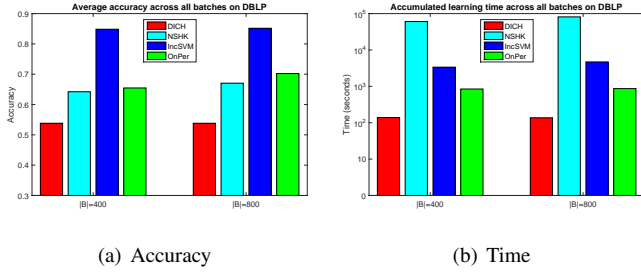 Average accuracy across all batches on DBLP
0.9
0.8
0.7
0.6
0.5
0.4
0.3
Accuracy
DICH
NSHK
IncSVM
OnPer
|B|=400
|B|=800
(a) Accuracy
Accumulated learning time across all batches on DBLP
10^5
10^4
10^3
10^2
10^1
0
Time (seconds)
DICH
NSHK
IncSVM
OnPer
|B|=400
|B|=800
(b) Time